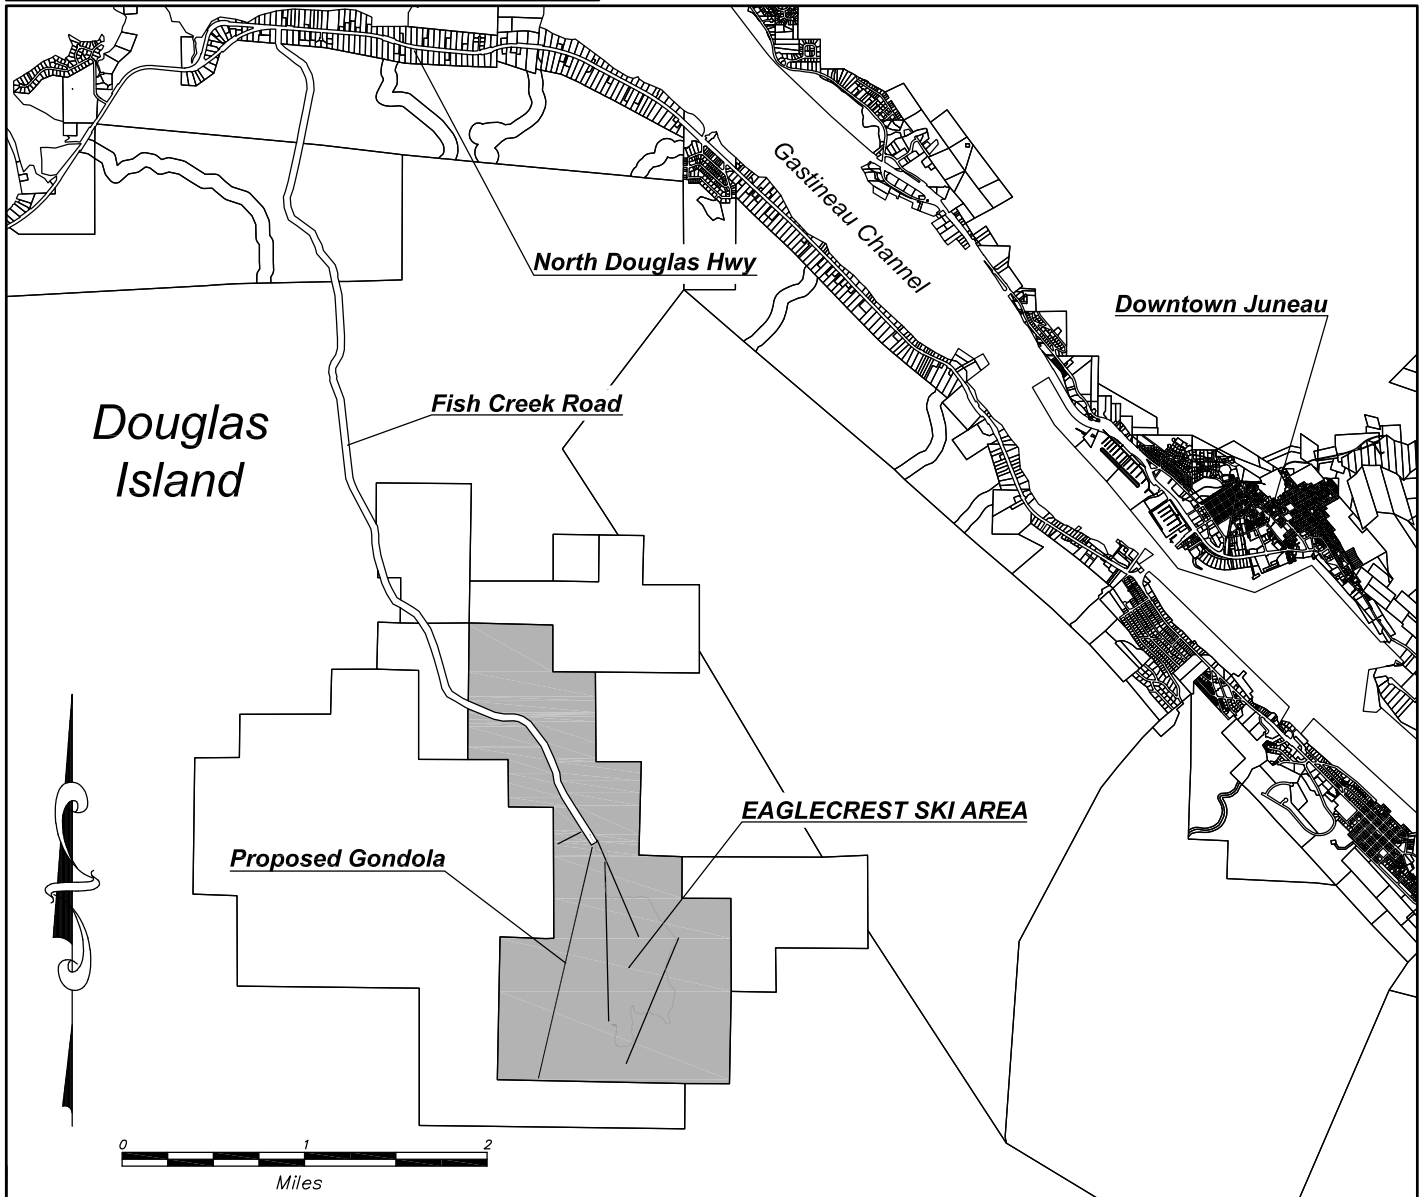 Gastineau Channel
North Douglas Hwy
Downtown Juneau
Fish Creek Road
Douglas
Island
EAGLECREST SKI AREA
Proposed Gondola
0 1 2
Miles